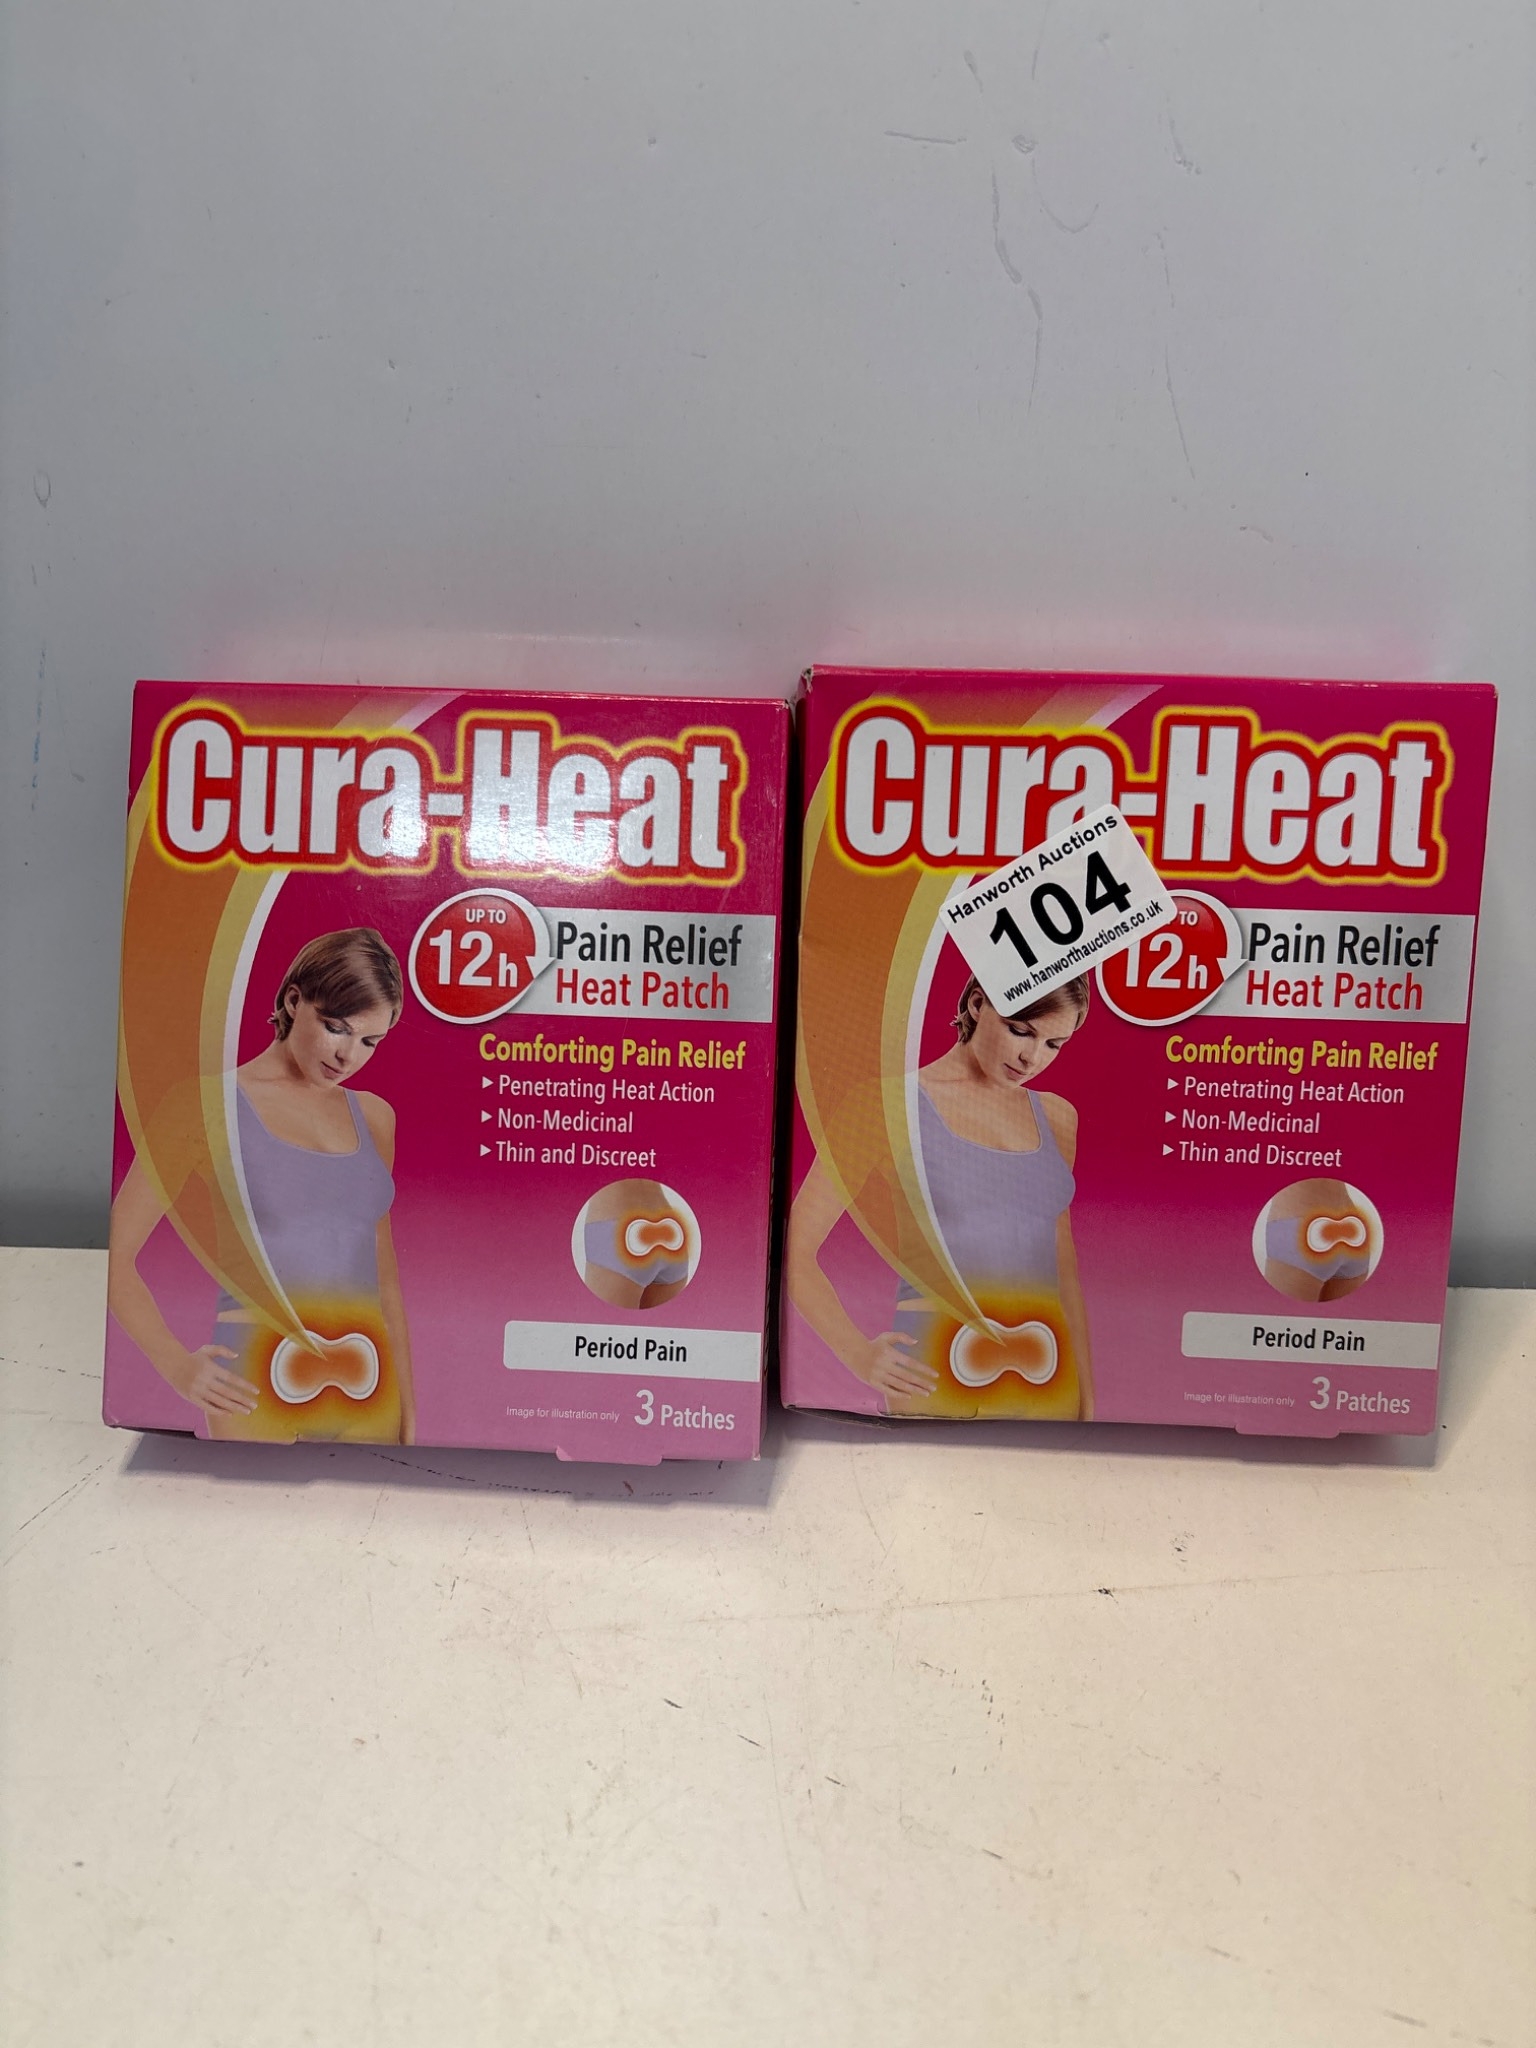 Cura-Heat
UP TO
12h
Pain Relief
Heat Patch
Comforting Pain Relief
Penetrating Heat Action
Non-Medicinal
Thin and Discreet
Period Pain
Image for illustration only
3 Patches
Cura-Heat
Hanworth Auctions
104
www.hanworthauctions.co.uk
TO
12h
Pain Relief
Heat Patch
Comforting Pain Relief
Penetrating Heat Action
Non-Medicinal
Thin and Discreet
Period Pain
Image for illustration only
3 Patches